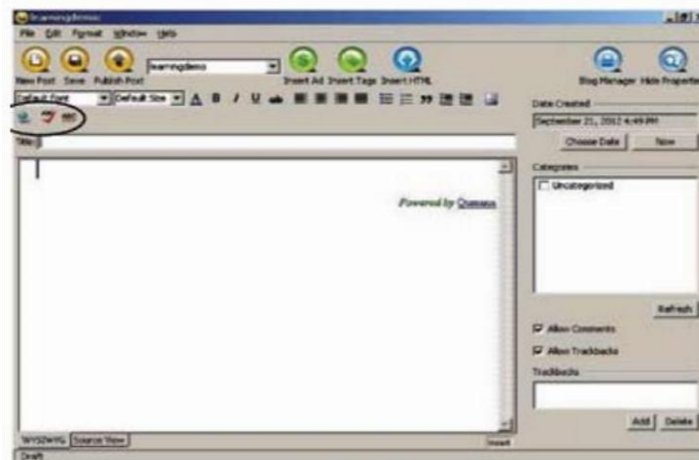 learningdemo
File Edit Format Window Help
New Post Save Publish Post
learningdemo
Insert Ad Insert Tags Insert HTML
Blog Manager Hide Properties
Default Font Default Size A B I U abc
Title:
Powered by Qumana
Date Created
September 21, 2012 4:49 PM
Choose Date Now
Categories
Uncategorized
Refresh
Allow Comments
Allow Trackbacks
Trackbacks
Add Delete
WYSIWYG Source View
Insert
Draft